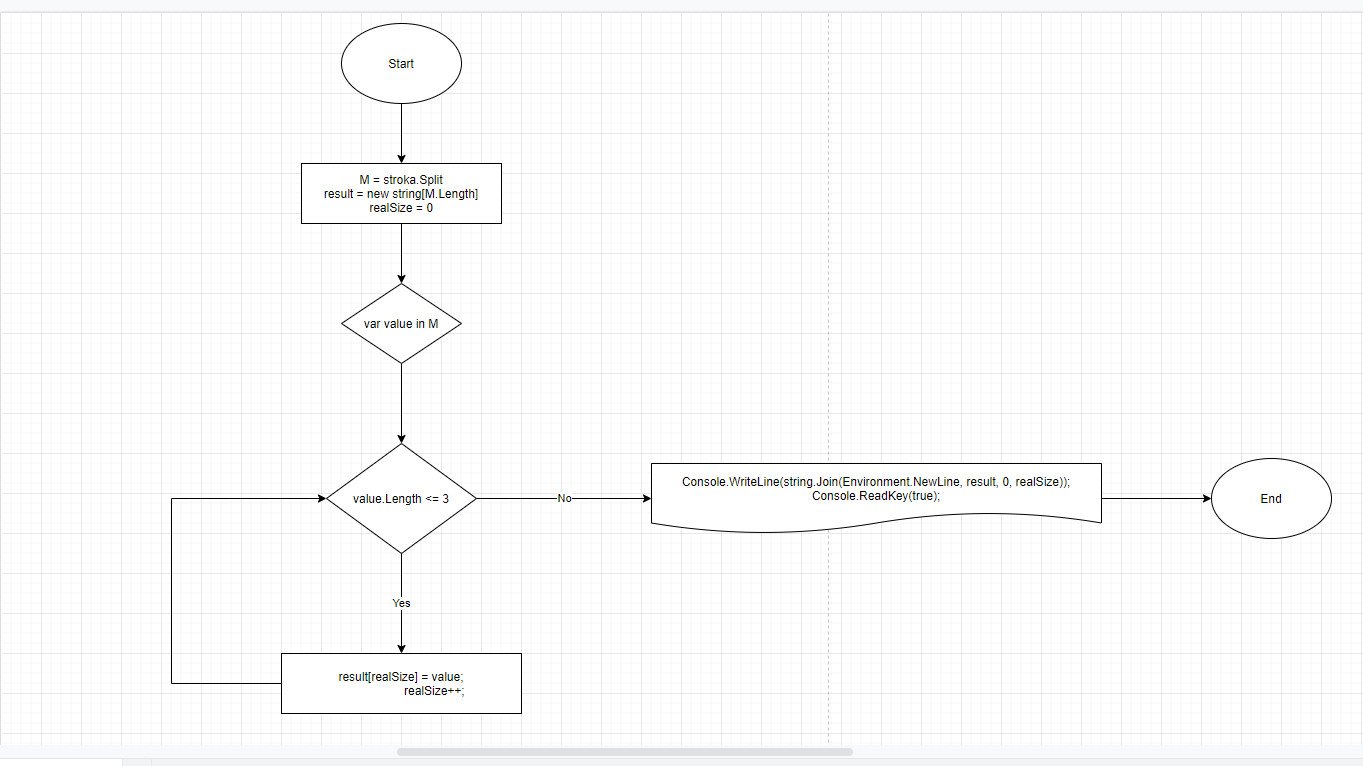 Start
M = stroka.Split
result = new string[M.Length]
realSize = 0
var value in M
value.Length <= 3
No
Console.WriteLine(string.Join(Environment.NewLine, result, 0, realSize));
Console.ReadKey(true);
End
Yes
result[realSize] = value;
realSize++;